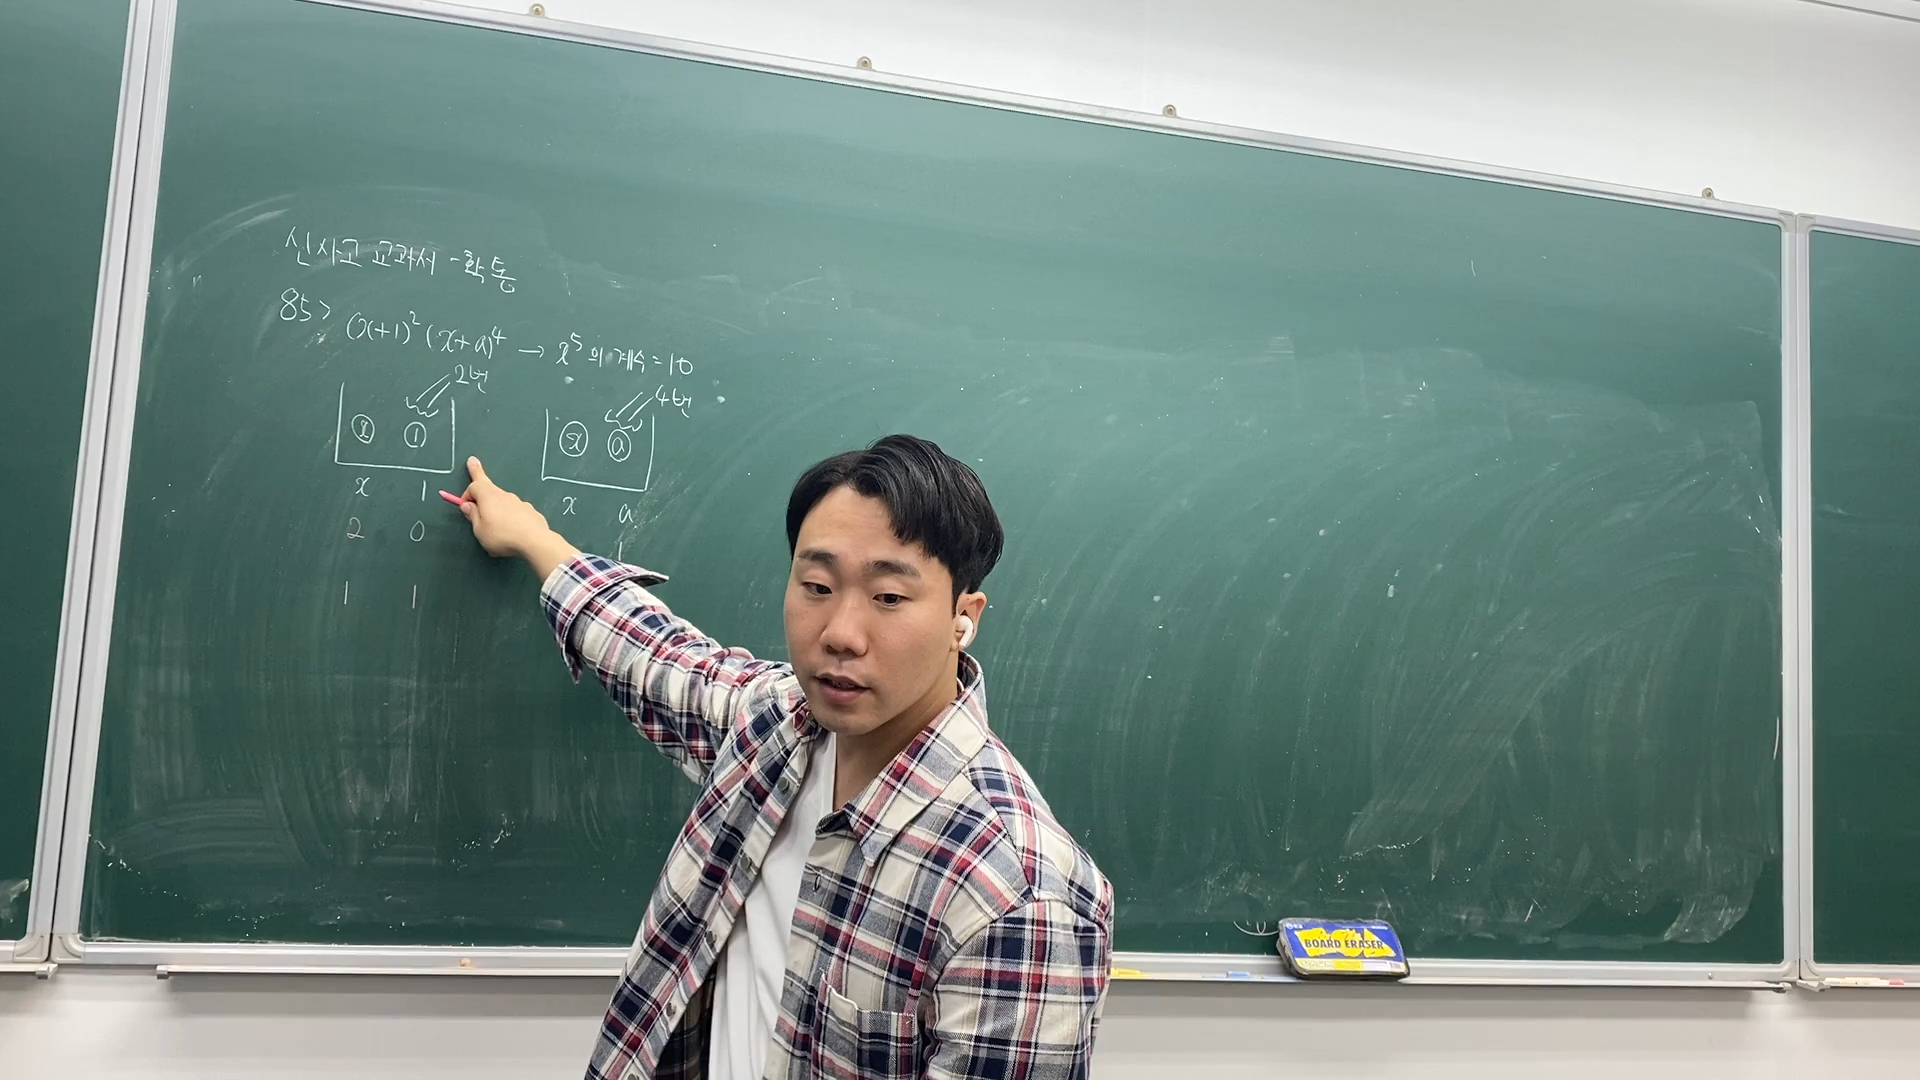 신사고 교과서 - 확통
85> (x+1)² (x+a)⁴ → x⁵의 계수 = 10
2번 4번
x 1 x a
x 1 x a
2 0 1
1 1
BOARD ERASER